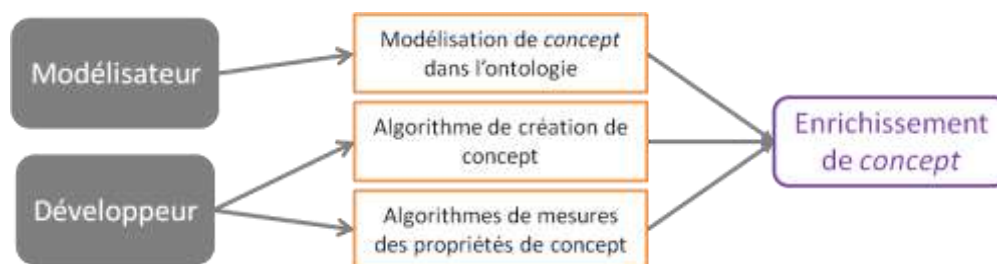 Modélisateur
Modélisation de concept
dans l'ontologie
Algorithme de création de
concept
Enrichissement
de concept
Développeur
Algorithmes de mesures
des propriétés de concept